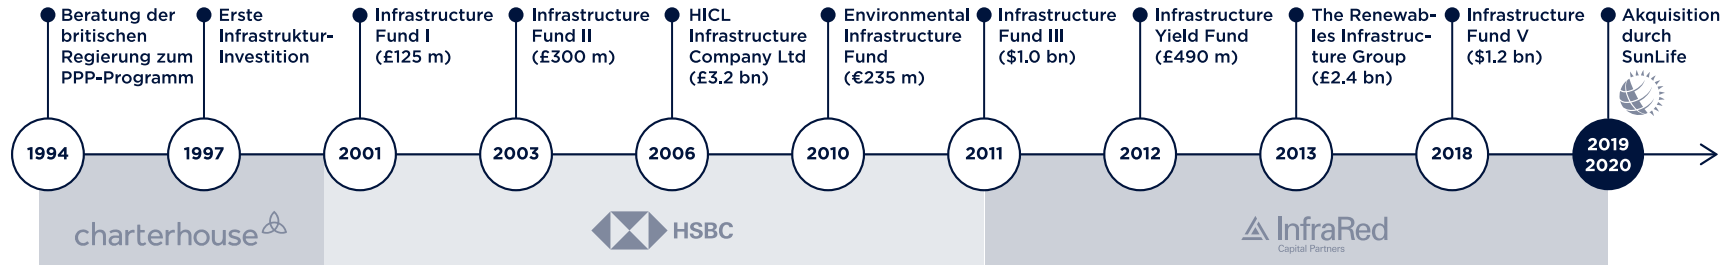 Beratung der
britischen
Regierung zum
PPP-Programm
Erste
Infrastruktur-
Investition
Infrastructure
Fund I
(£125 m)
Infrastructure
Fund II
(£300 m)
HICL
Infrastructure
Company Ltd
(£3.2 bn)
Environmental
Infrastructure
Fund
(€235 m)
Infrastructure
Fund III
($1.0 bn)
Infrastructure
Yield Fund
(£490 m)
The Renewab-
les Infrastruc-
ture Group
(£2.4 bn)
Infrastructure
Fund V
($1.2 bn)
Akquisition
durch
SunLife
1994
1997
2001
2003
2006
2010
2011
2012
2013
2018
2019
2020
charterhouse
HSBC
InfraRed
Capital Partners